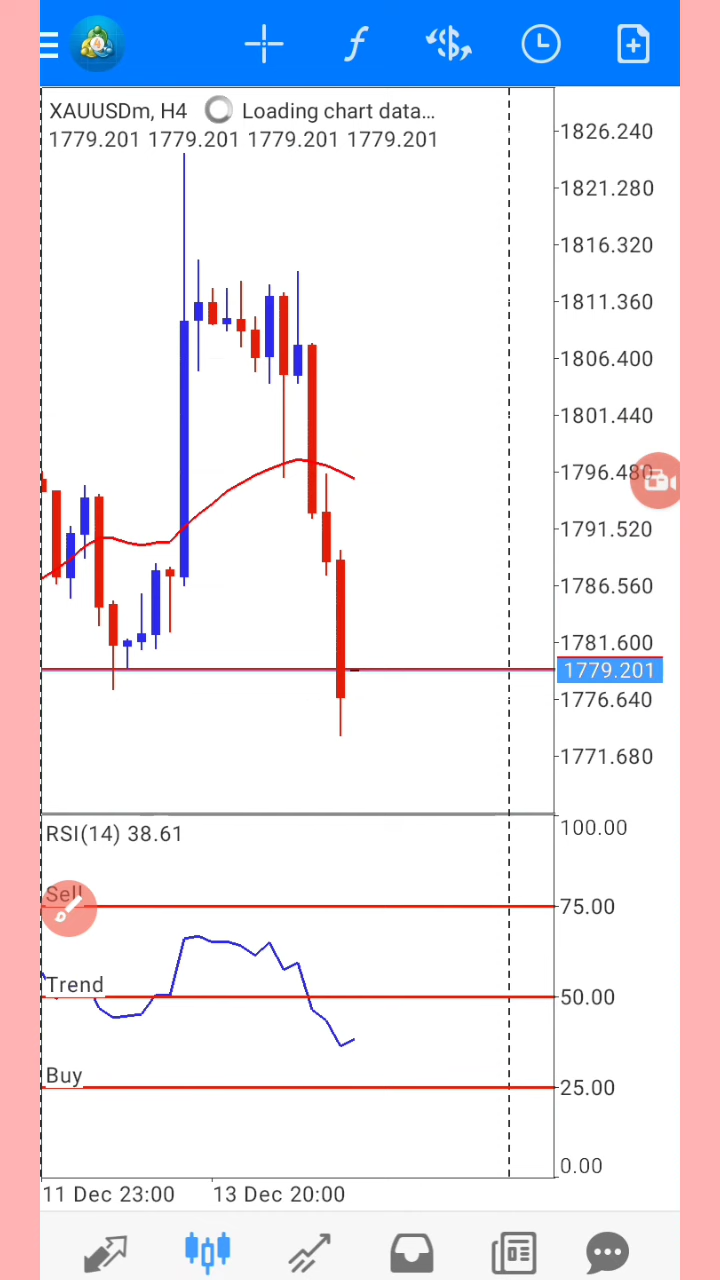 XAUUSDm, H4 Loading chart data...
1779.201 1779.201 1779.201 1779.201
1826.240
1821.280
1816.320
1811.360
1806.400
1801.440
1796.480
1791.520
1786.560
1781.600
1779.201
1776.640
1771.680
RSI(14) 38.61
100.00
Sell
75.00
Trend
50.00
Buy
25.00
0.00
11 Dec 23:00 13 Dec 20:00